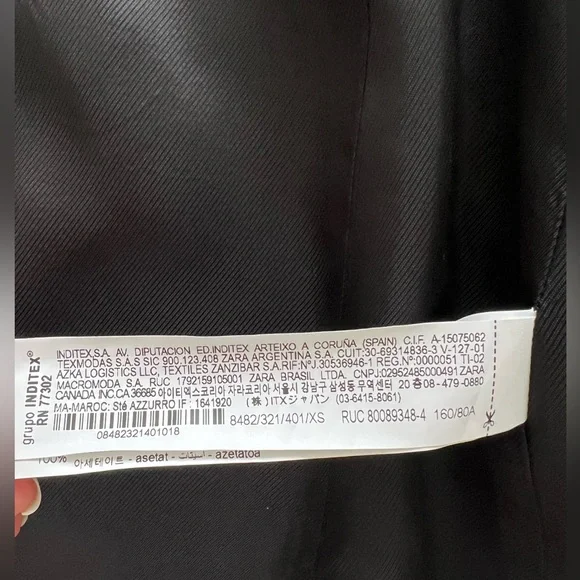 grupo INDITEX®
RN 77302
INDITEX,S.A. AV. DIPUTACION ED.INDITEX ARTEIXO A CORUÑA (SPAIN) C.I.F. A-15075062
TEXMODAS S.A.S SIC 900.123.408 ZARA ARGENTINA S.A. CUIT:30-69314836-3 V-127-01
AZKA LOGISTICS LLC, TEXTILES ZANZIBAR S.A.RIF:Nº.J.30536946-1 REG.Nº:0000051 TI-02
MACROMODA S.A. RUC 1792159105001 ZARA BRASIL LTDA. CNPJ:02952485000491 ZARA
CANADA INC.CA 36685 아이티엑스코리아 자라코리아 서울시 강남구 삼성동 무역센터 20층 08-479-0880
MA-MAROC: Sté AZZURRO IF : 1641920 (株) ITXジャパン (03-6415-8061)
8482/321/401/XS RUC 80089348-4 160/80A
08482321401018
100% 아세테이트 - asetat - أسيتات - azetatoa